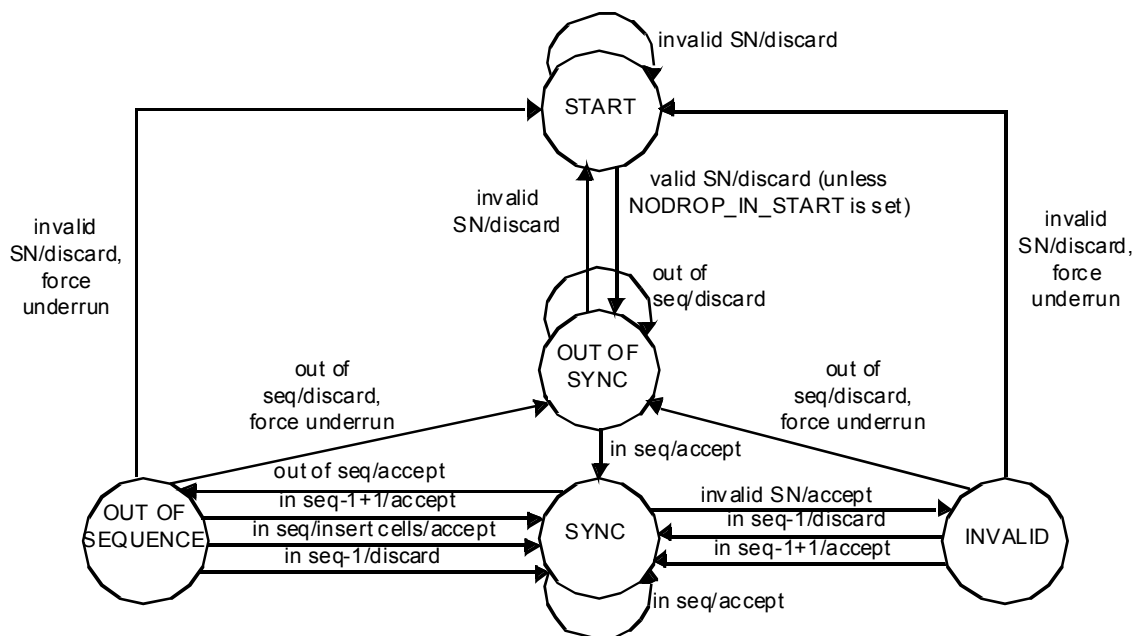 invalid SN/discard
START
invalid
SN/discard
valid SN/discard (unless
NODROP_IN_START is set)
invalid
SN/discard,
force
underrun
invalid
SN/discard,
force
underrun
out of
seq/discard
OUT OF
SYNC
out of
seq/discard,
force underrun
out of
seq/discard,
force underrun
in seq/accept
out of seq/accept
in seq-1+1/accept
in seq/insert cells/accept
in seq-1/discard
OUT OF
SEQUENCE
SYNC
invalid SN/accept
in seq-1/discard
in seq-1+1/accept
INVALID
in seq/accept